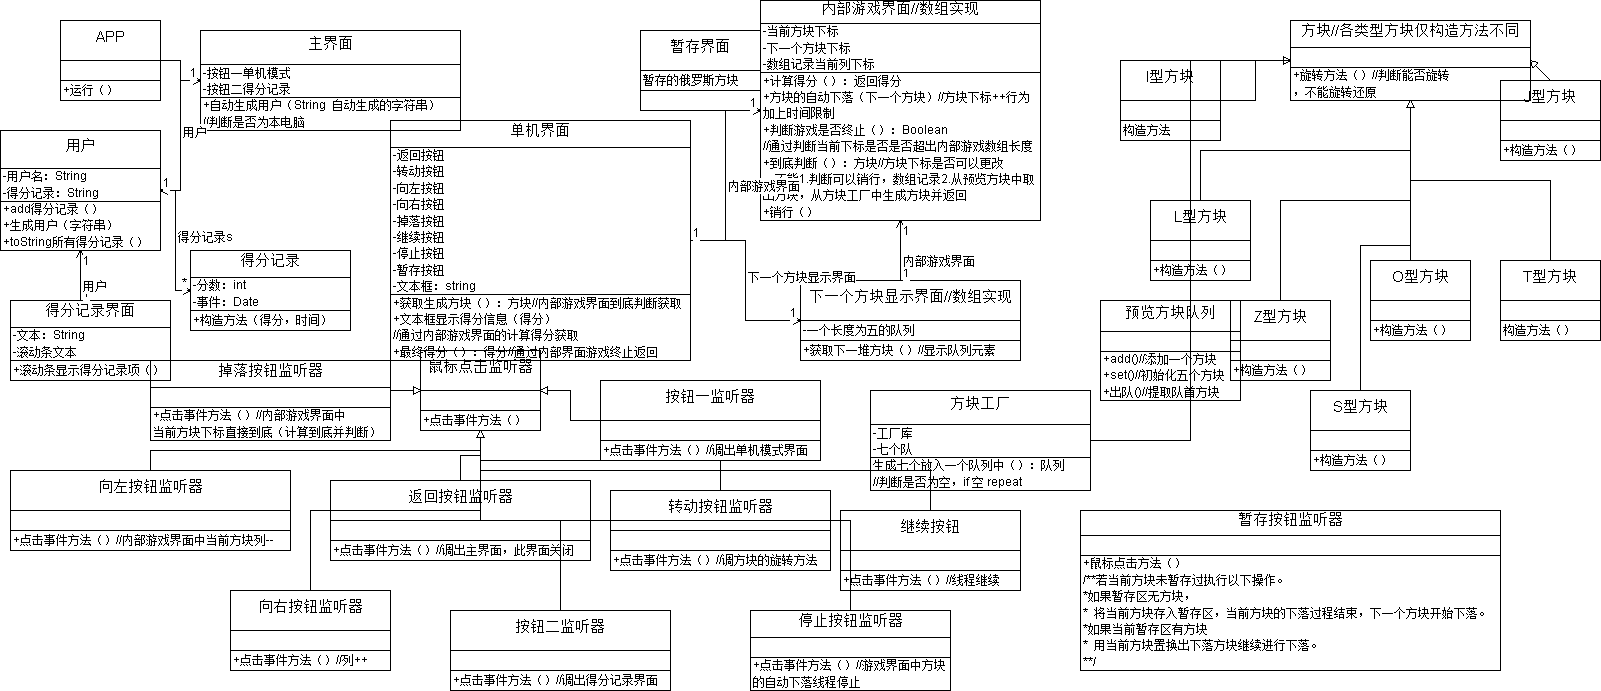 APP
+运行（）
主界面
-按钮一单机模式
-按钮二得分记录
+自动生成用户（String 自动生成的字符串）
//判断是否为本电脑
1
用户
1
用户
-用户名：String
-得分记录：String
+add得分记录（）
+生成用户（字符串）
+toString所有得分记录（）
1
用户
得分记录s
*
得分记录
-分数：int
-事件：Date
+构造方法（得分，时间）
得分记录界面
-文本：String
-滚动条文本
+滚动条显示得分记录项（）
单机界面
-返回按钮
-转动按钮
-向左按钮
-向右按钮
-掉落按钮
-继续按钮
-停止按钮
-暂存按钮
-文本框：string
+获取生成方块（）：方块//内部游戏界面到底判断获取
+文本框显示得分信息（得分）
//通过内部游戏界面的计算得分获取
+最终得分（）：得分//通过内部界面游戏终止返回
1
暂存界面
暂存的俄罗斯方块
1
内部游戏界面
内部游戏界面//数组实现
-当前方块下标
-下一个方块下标
-数组记录当前列下标
+计算得分（）：返回得分
+方块的自动下落（下一个方块）//方块下标++行为
加上时间限制
+判断游戏是否终止（）：Boolean
//通过判断当前下标是否是否超出内部游戏数组长度
+到底判断（）：方块//方块下标是否可以更改
1.判断可以销行，数组记录2.从预览方块中取
出方块，从方块工厂中生成方块并返回
+销行（）
1
内部游戏界面
1
下一个方块显示界面
1
下一个方块显示界面//数组实现
-一个长度为五的队列
+获取下一堆方块（）//显示队列元素
方块//各类型方块仅构造方法不同
+旋转方法（）//判断能否旋转
，不能旋转还原
I型方块
构造方法
J型方块
+构造方法（）
L型方块
+构造方法（）
O型方块
+构造方法（）
T型方块
+构造方法（）
预览方块队列
+add()//添加一个方块
+set()//初始化五个方块
+出队()//提取队首方块
Z型方块
+构造方法（）
S型方块
+构造方法（）
方块工厂
-工厂库
-七个队
生成七个放入一个队列中（）：队列
//判断是否为空，if 空 repeat
掉落按钮监听器
+点击事件方法（）//内部游戏界面中
当前方块下标直接到底（计算到底并判断）
鼠标点击监听器
+点击事件方法（）
按钮一监听器
+点击事件方法（）//调出单机模式界面
向左按钮监听器
+点击事件方法（）//内部游戏界面中当前方块列--
返回按钮监听器
+点击事件方法（）//调出主界面，此界面关闭
转动按钮监听器
+点击事件方法（）//调方块的旋转方法
继续按钮
+点击事件方法（）//线程继续
向右按钮监听器
+点击事件方法（）//列++
按钮二监听器
+点击事件方法（）//调出得分记录界面
停止按钮监听器
+点击事件方法（）//游戏界面中方块
的自动下落线程停止
暂存按钮监听器
+鼠标点击方法（）
/**若当前方块未暂存过执行以下操作。
*如果暂存区无方块，
* 将当前方块存入暂存区，当前方块的下落过程结束，下一个方块开始下落。
*如果当前暂存区有方块
* 用当前方块置换出下落方块继续进行下落。
**/